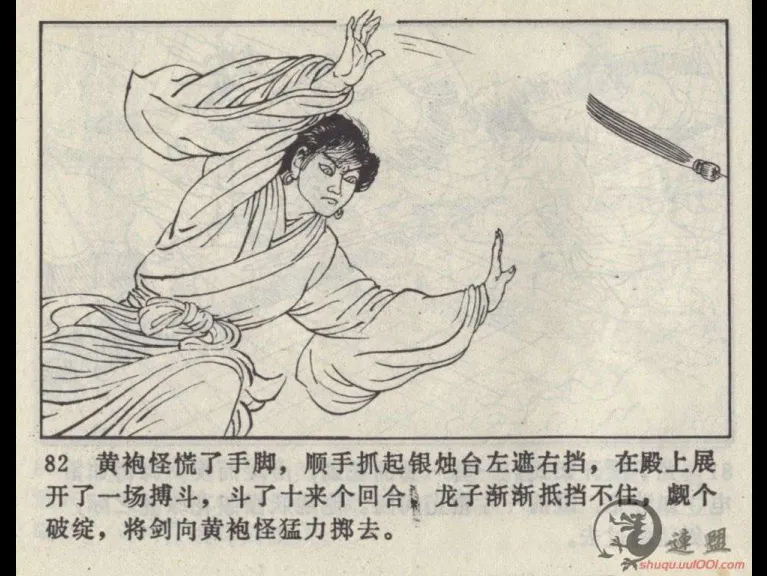 82 黄袍怪慌了手脚，顺手抓起银烛台左遮右挡，在殿上展
开了一场搏斗，斗了十来个回合，龙子渐渐抵挡不住，觑个
破绽，将剑向黄袍怪猛力掷去。
連盟
shuqu.uu1001.com